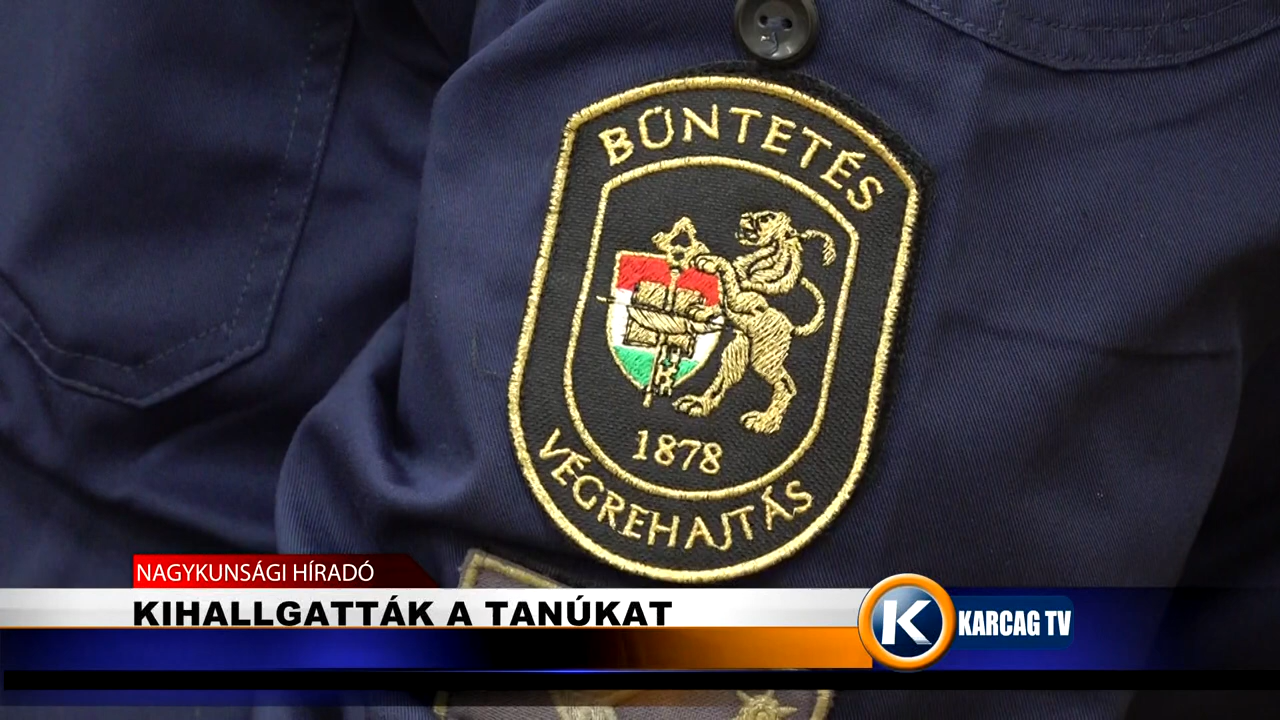 BÜNTETÉS
1878
VÉGREHAJTÁS
NAGYKUNSÁGI HÍRADÓ
KIHALLGATTÁK A TANÚKAT
K KARCAG TV